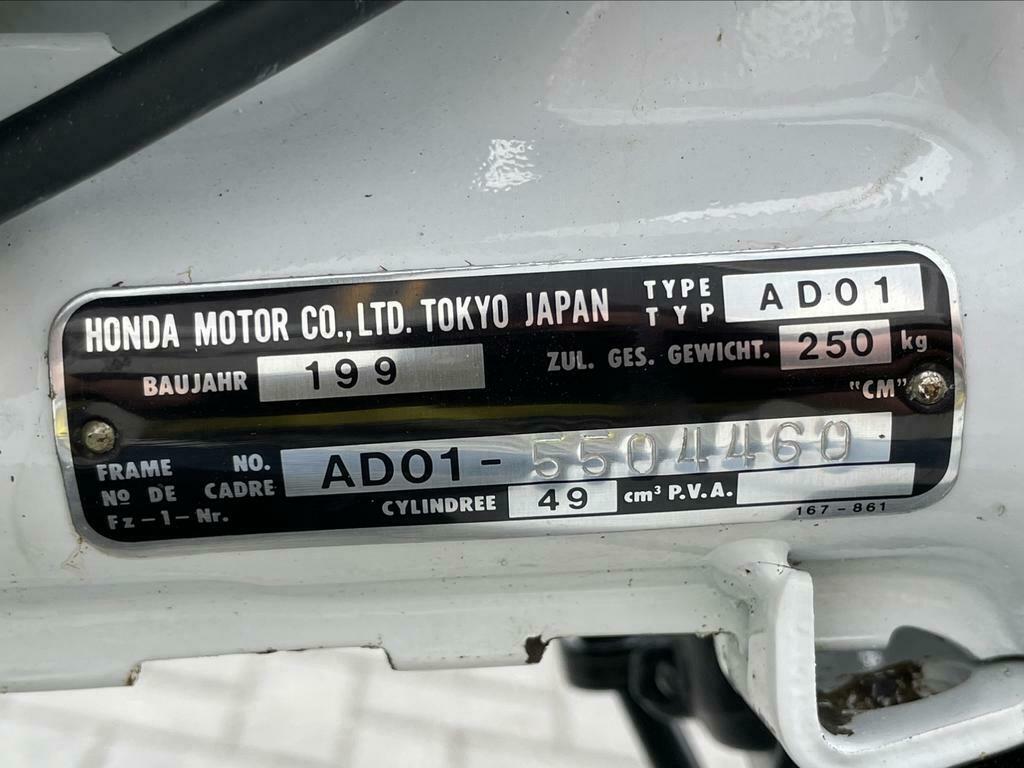 HONDA MOTOR CO., LTD. TOKYO JAPAN
TYPE AD01
TYP
BAUJAHR 199
ZUL. GES. GEWICHT. 250 kg
"CM"
FRAME NO. AD01-5504460
Nº DE CADRE
Fz-1-Nr.
CYLINDREE 49 cm³ P.V.A.
167-861